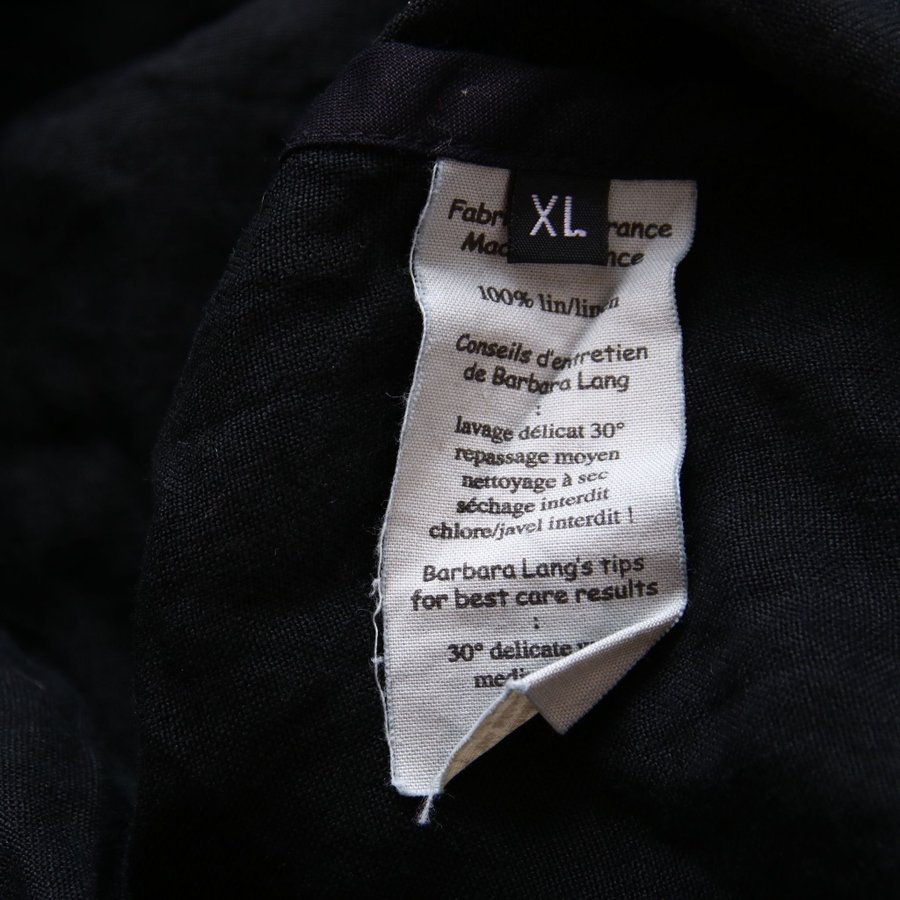 XL
100% lin/linen
Conseils d'entretien
de Barbara Lang
:
lavage délicat 30°
repassage moyen
nettoyage à sec
séchage interdit
chlore/javel interdit !
Barbara Lang's tips
for best care results
:
30° delicate